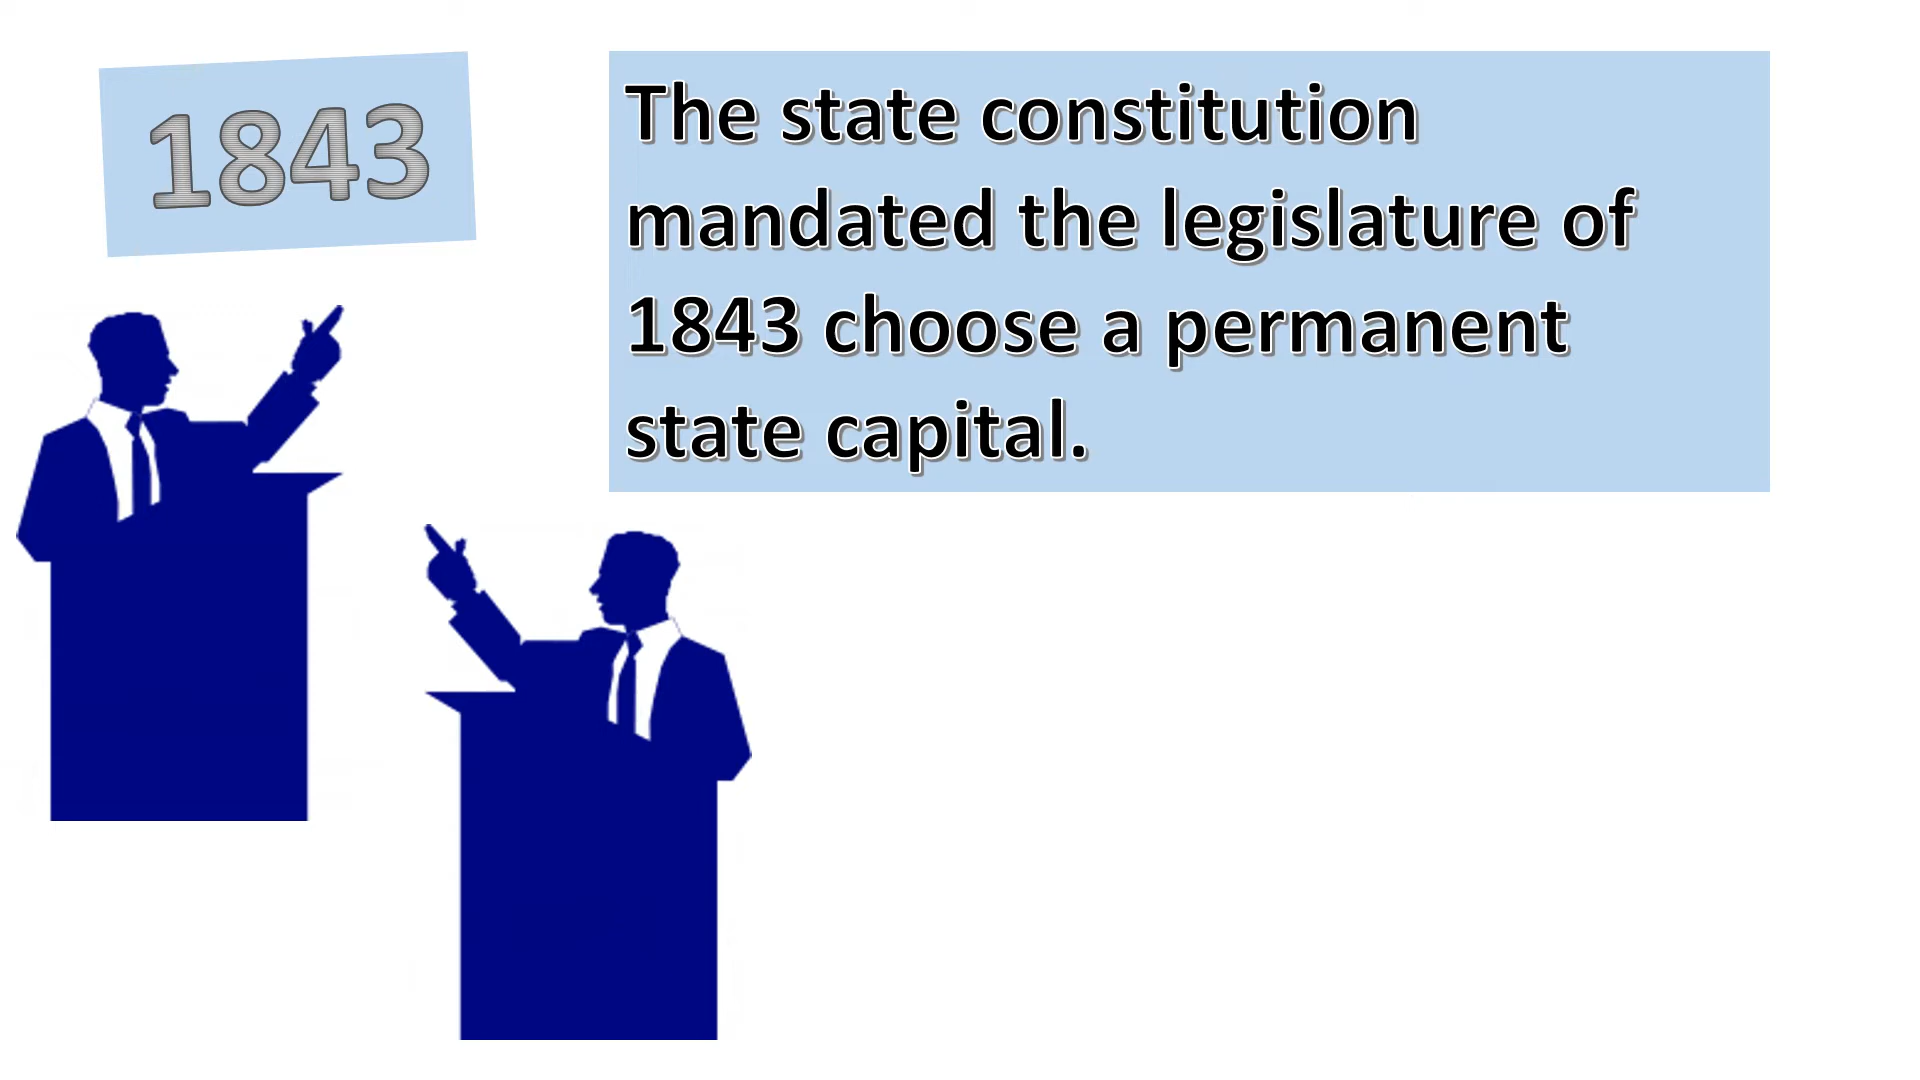 1843
The state constitution
mandated the legislature of
1843 choose a permanent
state capital.